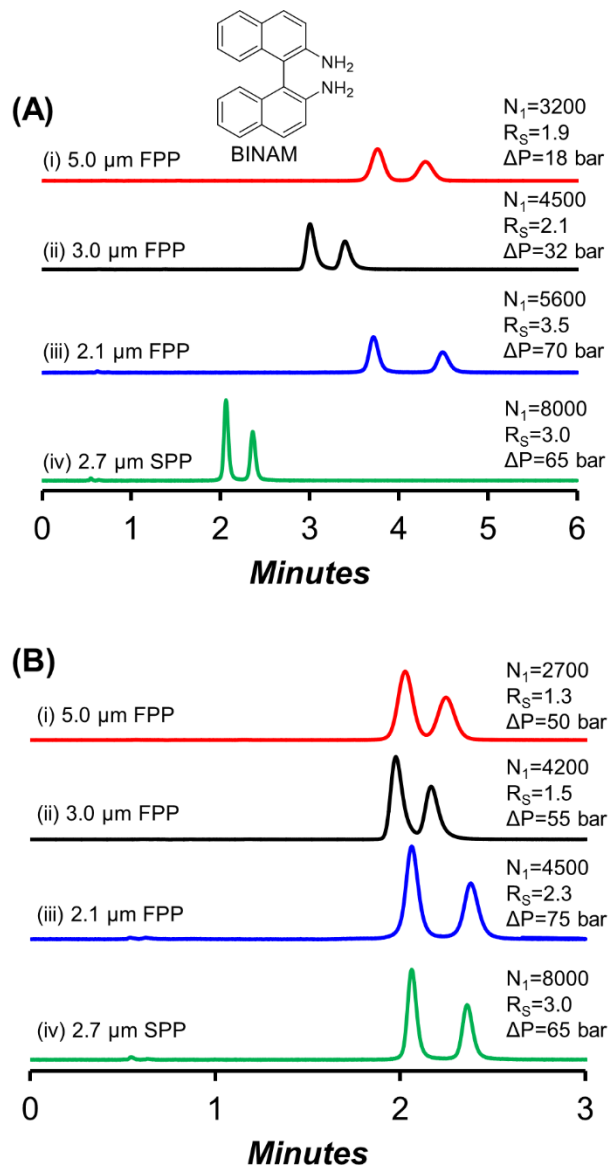 NH₂
NH₂
BINAM
(A)
(i) 5.0 µm FPP
N₁=3200
Rₛ=1.9
ΔP=18 bar
(ii) 3.0 µm FPP
N₁=4500
Rₛ=2.1
ΔP=32 bar
(iii) 2.1 µm FPP
N₁=5600
Rₛ=3.5
ΔP=70 bar
(iv) 2.7 µm SPP
N₁=8000
Rₛ=3.0
ΔP=65 bar
0 1 2 3 4 5 6
Minutes
(B)
(i) 5.0 µm FPP
N₁=2700
Rₛ=1.3
ΔP=50 bar
(ii) 3.0 µm FPP
N₁=4200
Rₛ=1.5
ΔP=55 bar
(iii) 2.1 µm FPP
N₁=4500
Rₛ=2.3
ΔP=75 bar
(iv) 2.7 µm SPP
N₁=8000
Rₛ=3.0
ΔP=65 bar
0 1 2 3
Minutes